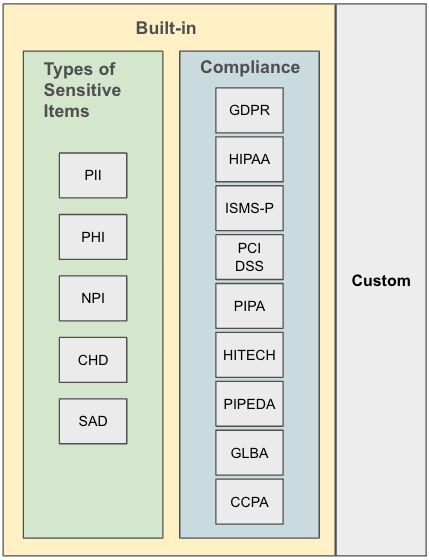 Built-in
Types of
Sensitive
Items
PII
PHI
NPI
CHD
SAD
Compliance
GDPR
HIPAA
ISMS-P
PCI
DSS
PIPA
HITECH
PIPEDA
GLBA
CCPA
Custom